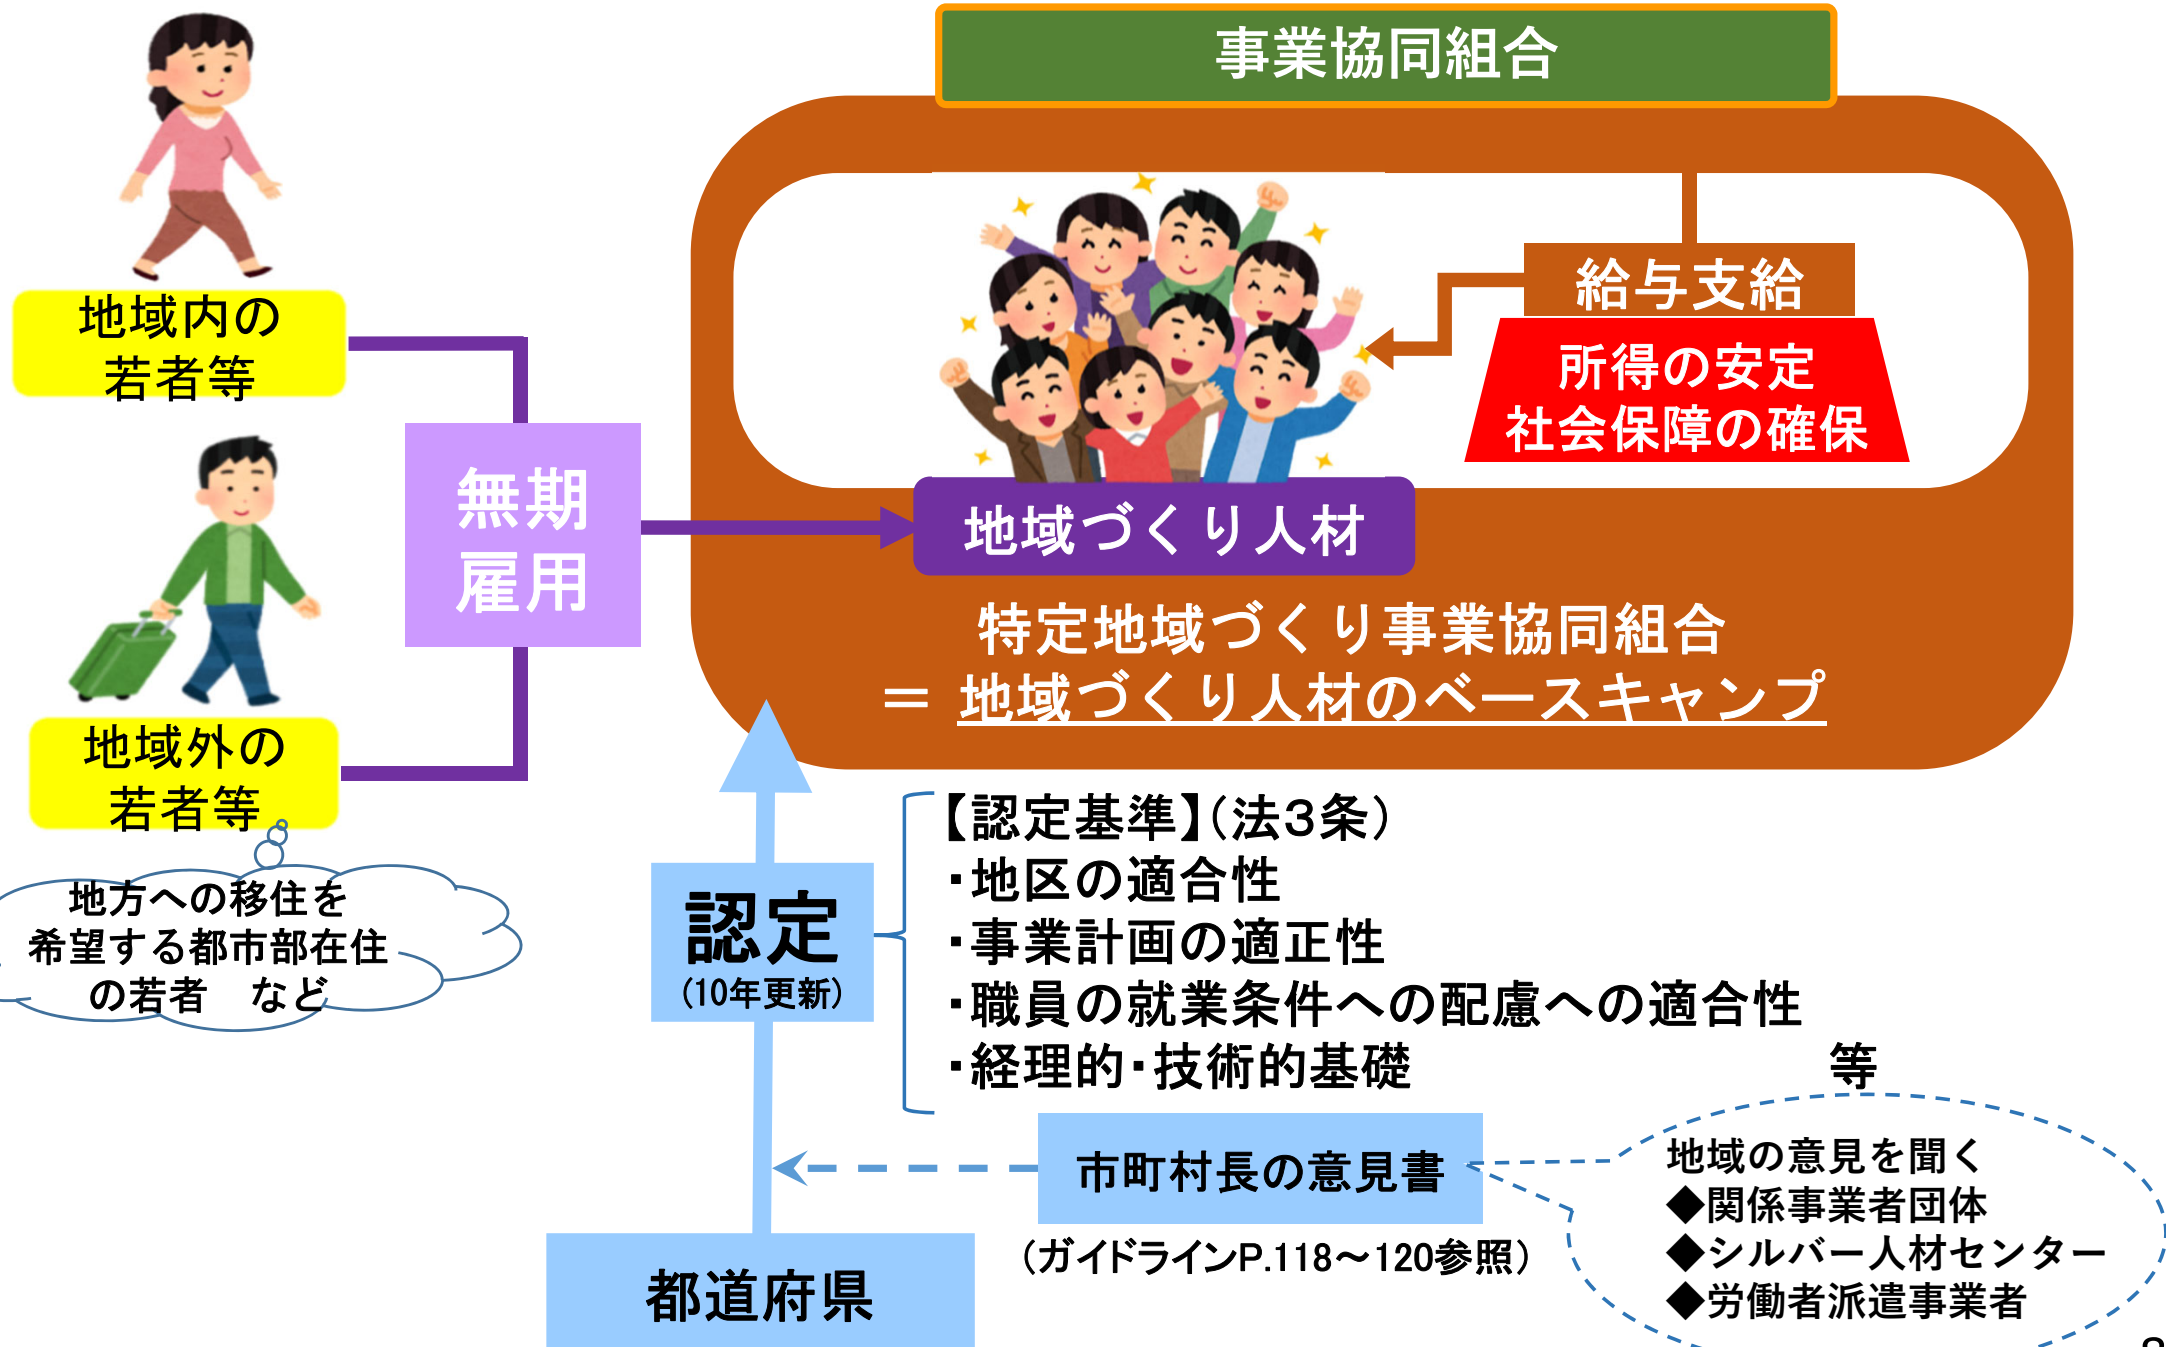 事業協同組合
給与支給
所得の安定
社会保障の確保
地域内の
若者等
無期
雇用
地域づくり人材
特定地域づくり事業協同組合
＝ 地域づくり人材のベースキャンプ
地域外の
若者等
地方への移住を
希望する都市部在住
の若者　など
認定
(10年更新)
【認定基準】(法３条)
・地区の適合性
・事業計画の適正性
・職員の就業条件への配慮への適合性
・経理的・技術的基礎
等
市町村長の意見書
(ガイドラインP.118～120参照)
地域の意見を聞く
◆関係事業者団体
◆シルバー人材センター
◆労働者派遣事業者
都道府県